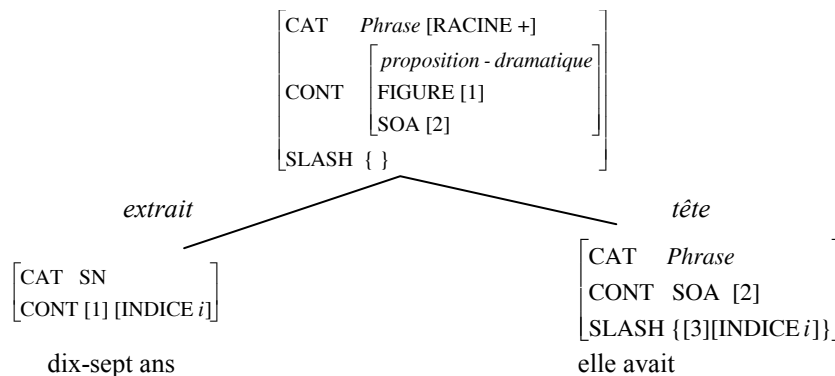 CAT Phrase [RACINE +]
proposition - dramatique
CONT FIGURE [1]
SOA [2]
SLASH { }
extrait tête
CAT SN
CONT [1] [INDICE i]
CAT Phrase
CONT SOA [2]
SLASH {[3][INDICE i]}
dix-sept ans elle avait